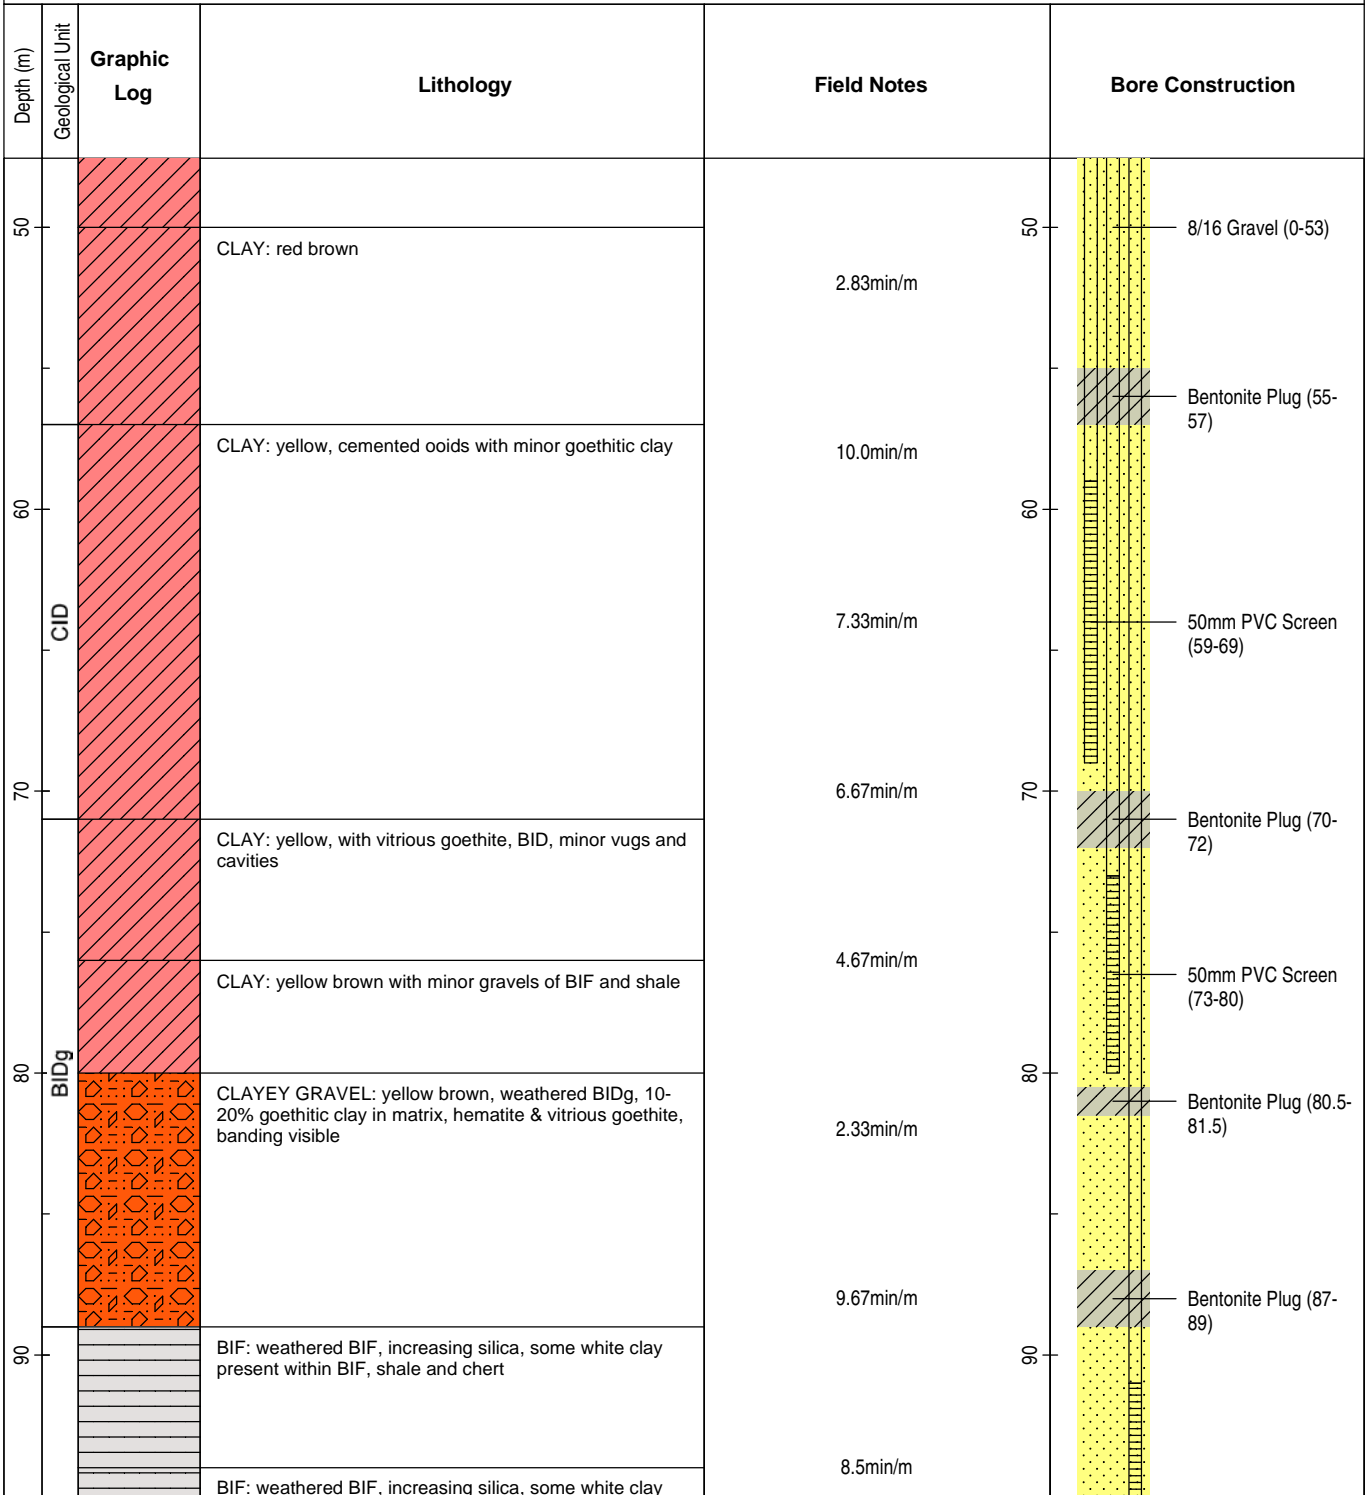 Depth (m)
Geological Unit
Graphic
Log
Lithology
Field Notes
Bore Construction
50
50
8/16 Gravel (0-53)
CLAY: red brown
2.83min/m
Bentonite Plug (55-
57)
CLAY: yellow, cemented ooids with minor goethitic clay
10.0min/m
60
60
CID
7.33min/m
50mm PVC Screen
(59-69)
70
6.67min/m
70
Bentonite Plug (70-
72)
CLAY: yellow, with vitrious goethite, BID, minor vugs and
cavities
4.67min/m
50mm PVC Screen
(73-80)
CLAY: yellow brown with minor gravels of BIF and shale
80
BIDg
80
CLAYEY GRAVEL: yellow brown, weathered BIDg, 10-
20% goethitic clay in matrix, hematite & vitrious goethite,
banding visible
2.33min/m
Bentonite Plug (80.5-
81.5)
9.67min/m
Bentonite Plug (87-
89)
90
90
BIF: weathered BIF, increasing silica, some white clay
present within BIF, shale and chert
8.5min/m
BIF: weathered BIF, increasing silica, some white clay